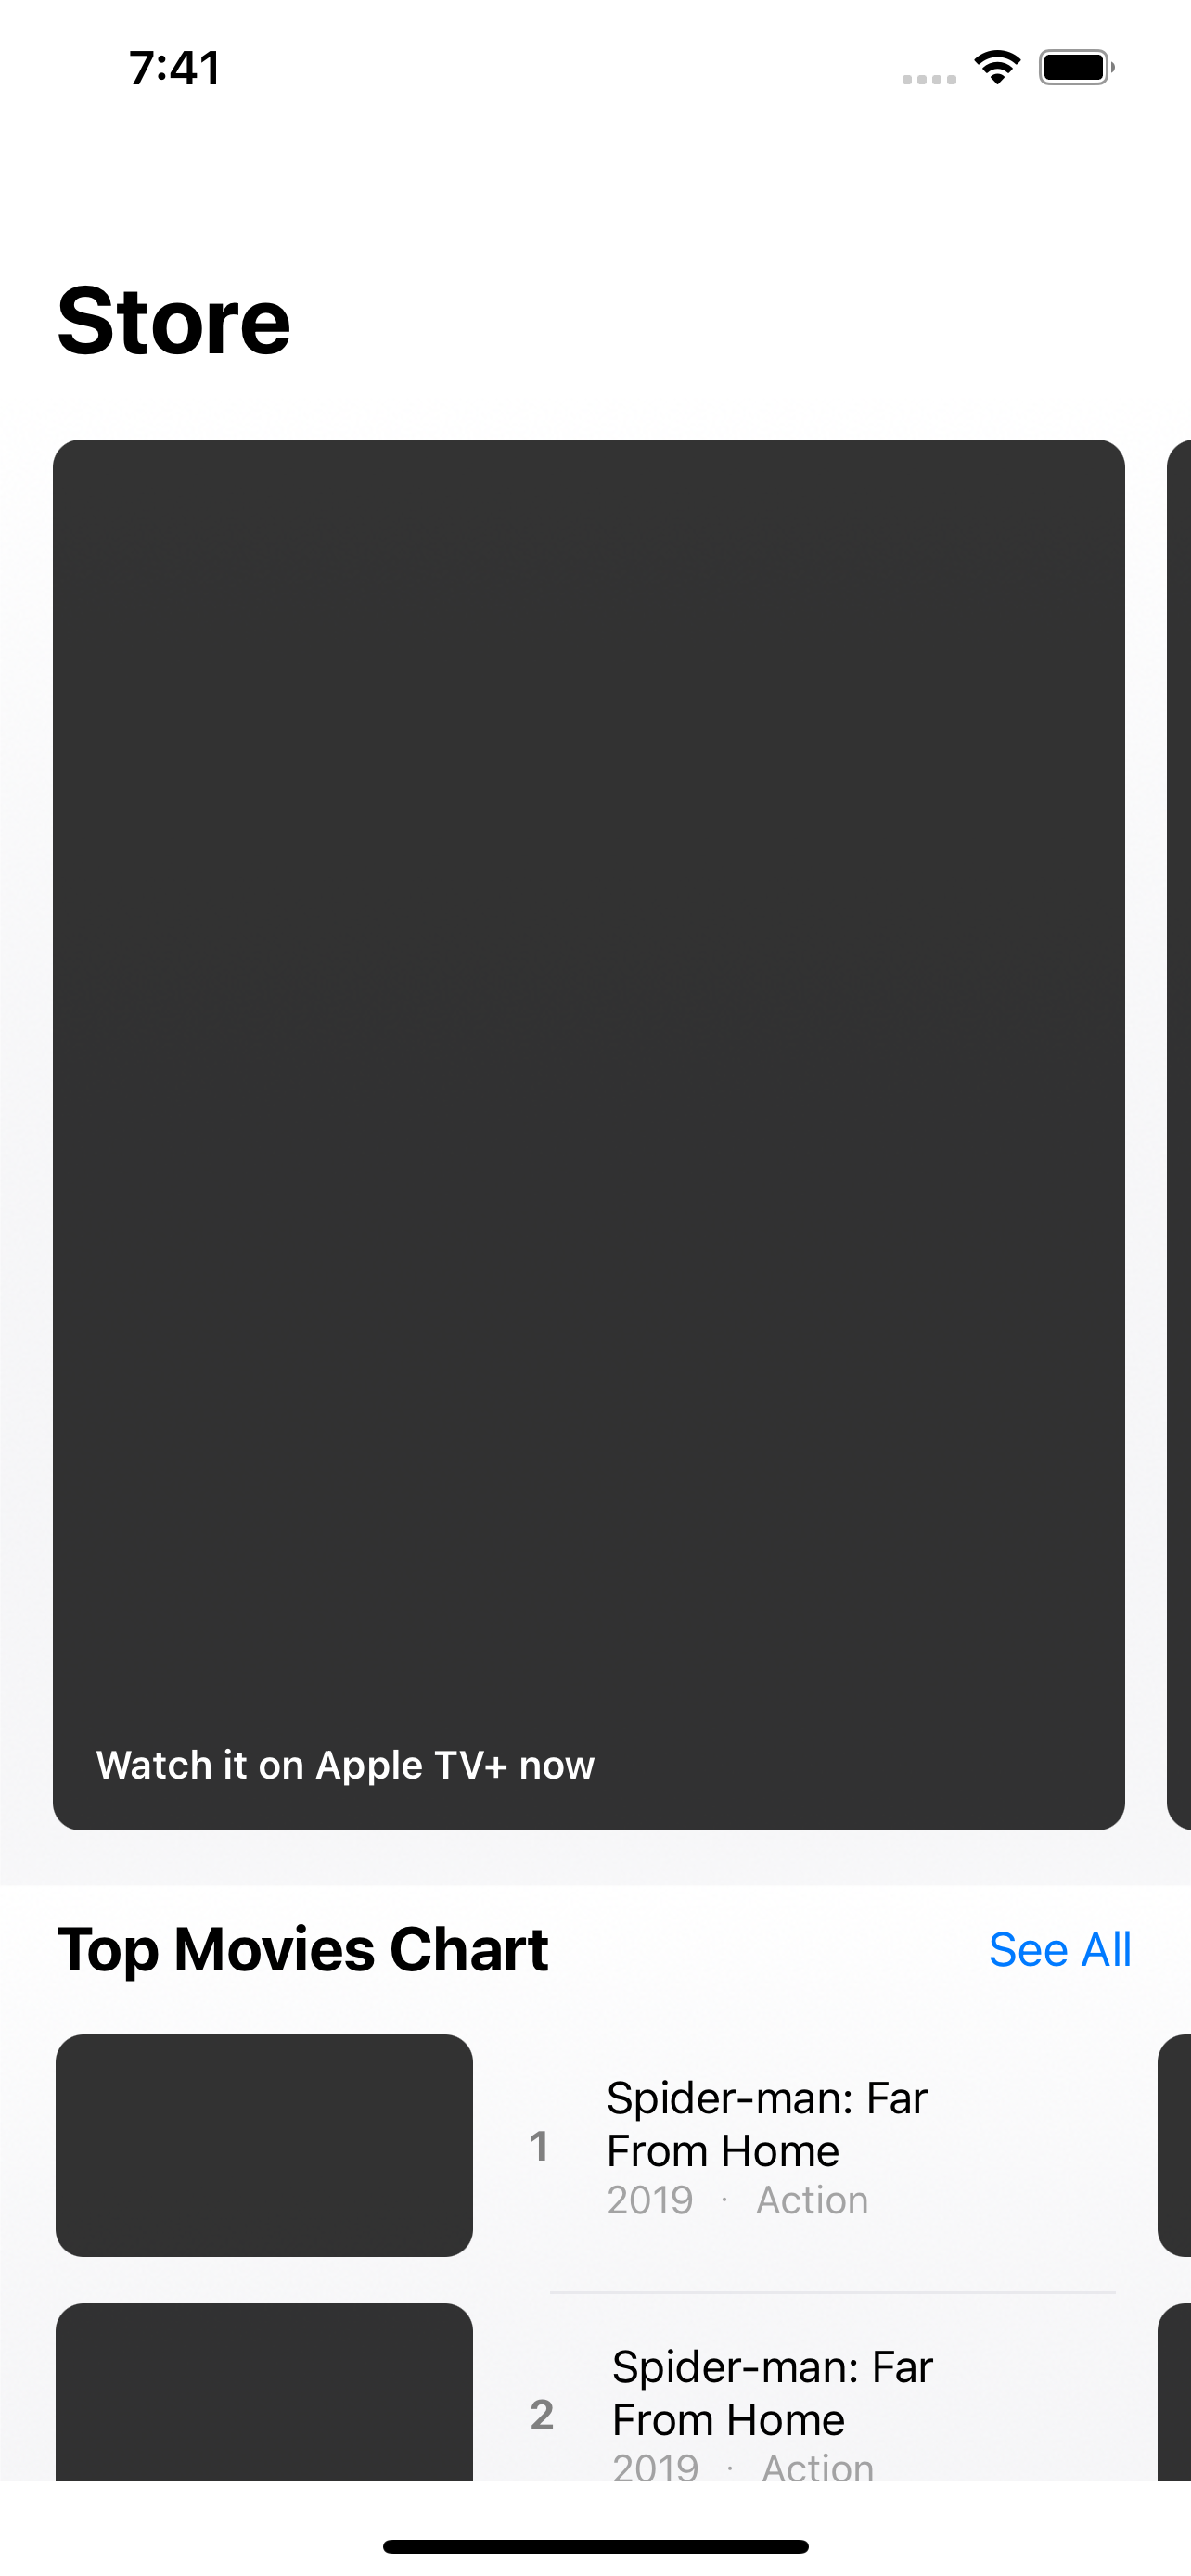 7:41
Store
Watch it on Apple TV+ now
Top Movies Chart
See All
1
Spider-man: Far
From Home
2019 · Action
2
Spider-man: Far
From Home
2019 · Action